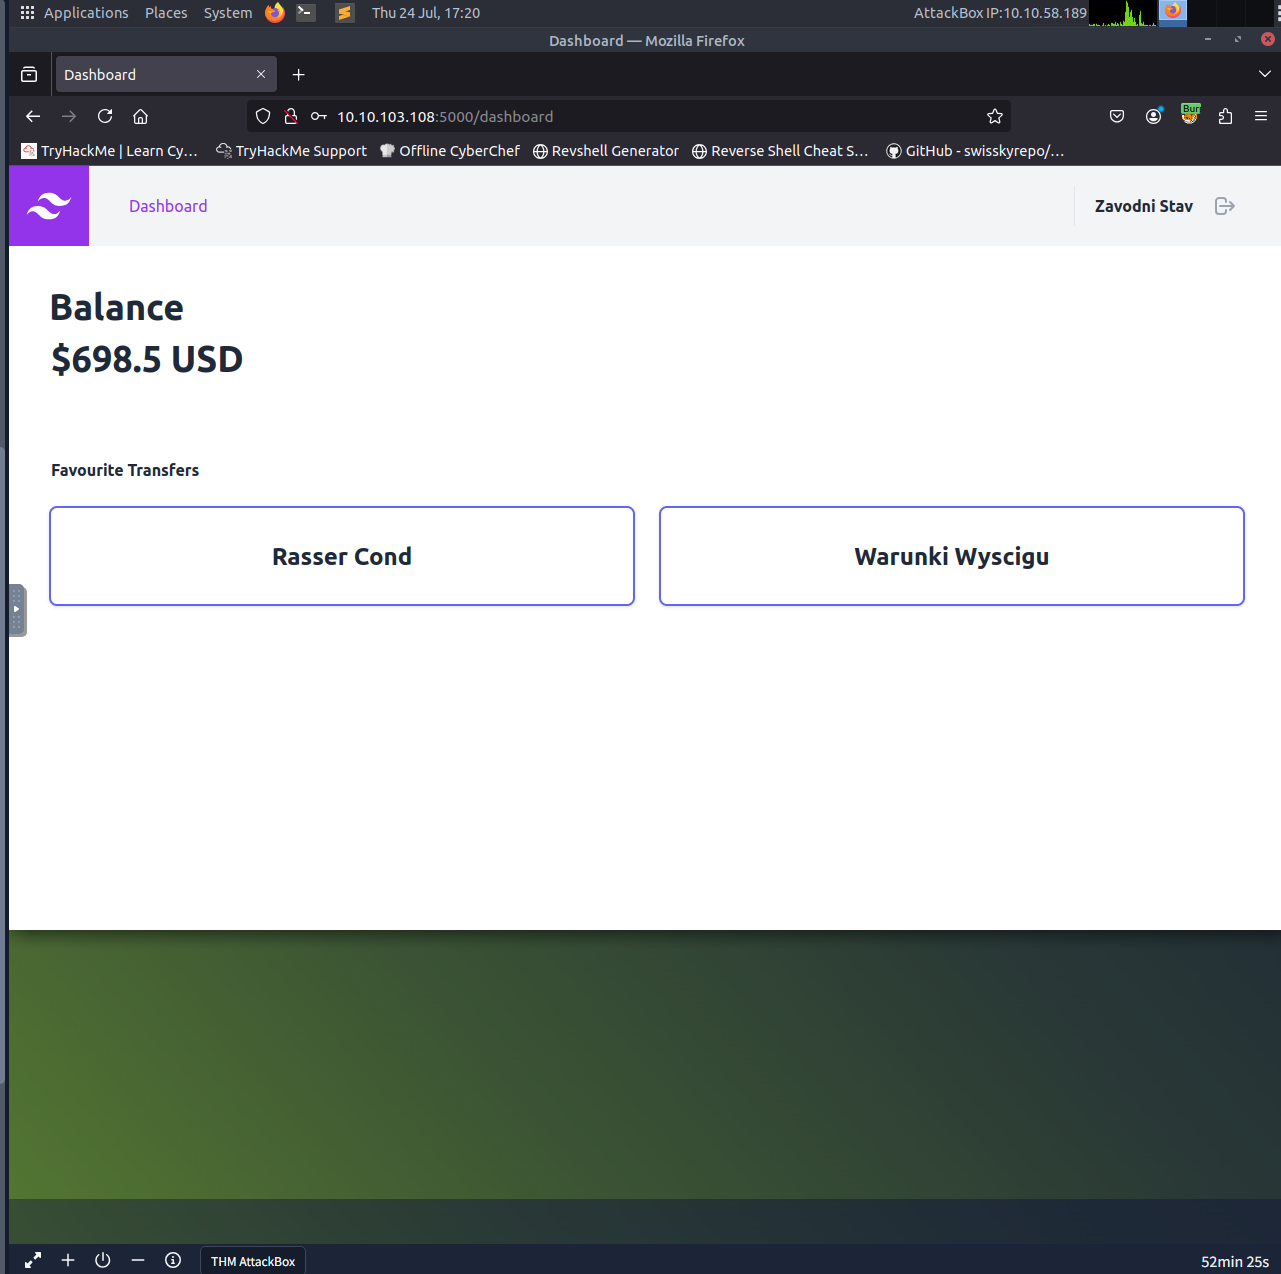 Applications Places System Thu 24 Jul, 17:20 AttackBox IP:10.10.58.189
Dashboard — Mozilla Firefox
Dashboard
10.10.103.108:5000/dashboard
Burp
TryHackMe | Learn Cy... TryHackMe Support Offline CyberChef Revshell Generator Reverse Shell Cheat S... GitHub - swisskyrepo/...
Dashboard Zavodni Stav
Balance
$698.5 USD
Favourite Transfers
Rasser Cond Warunki Wyscigu
THM AttackBox 52min 25s